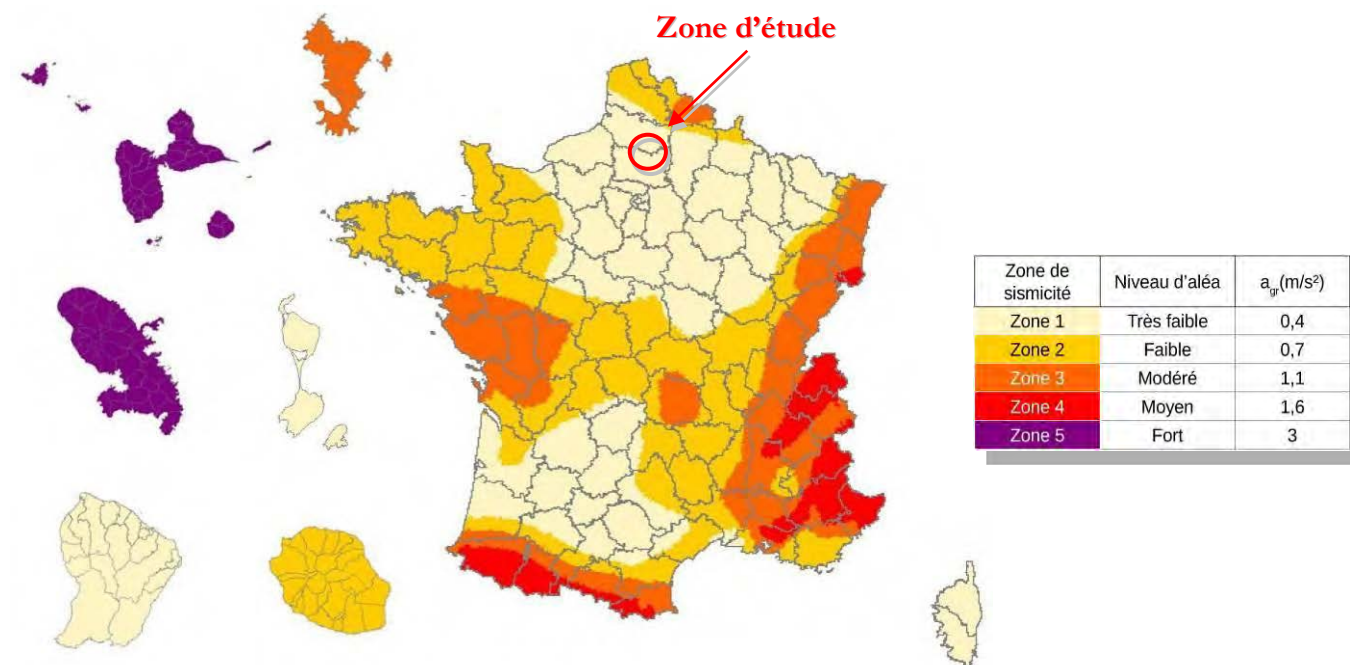 Zone d'étude
Zone de sismicité Niveau d'aléa a_gr(m/s²)
Zone 1 Très faible 0,4
Zone 2 Faible 0,7
Zone 3 Modéré 1,1
Zone 4 Moyen 1,6
Zone 5 Fort 3